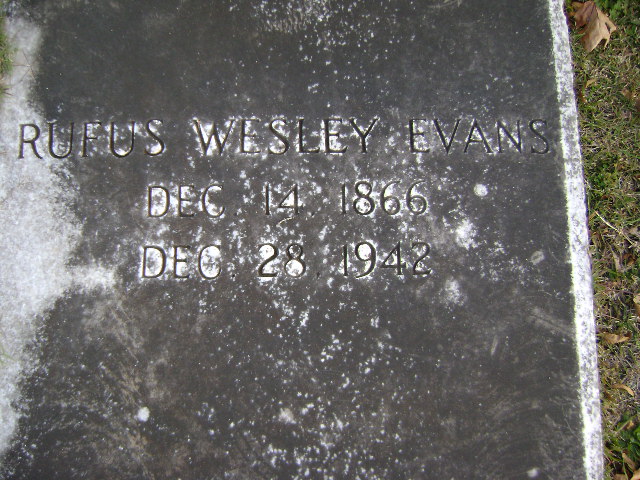 RUFUS WESLEY EVANS
DEC. 14, 1866
DEC. 28, 1942